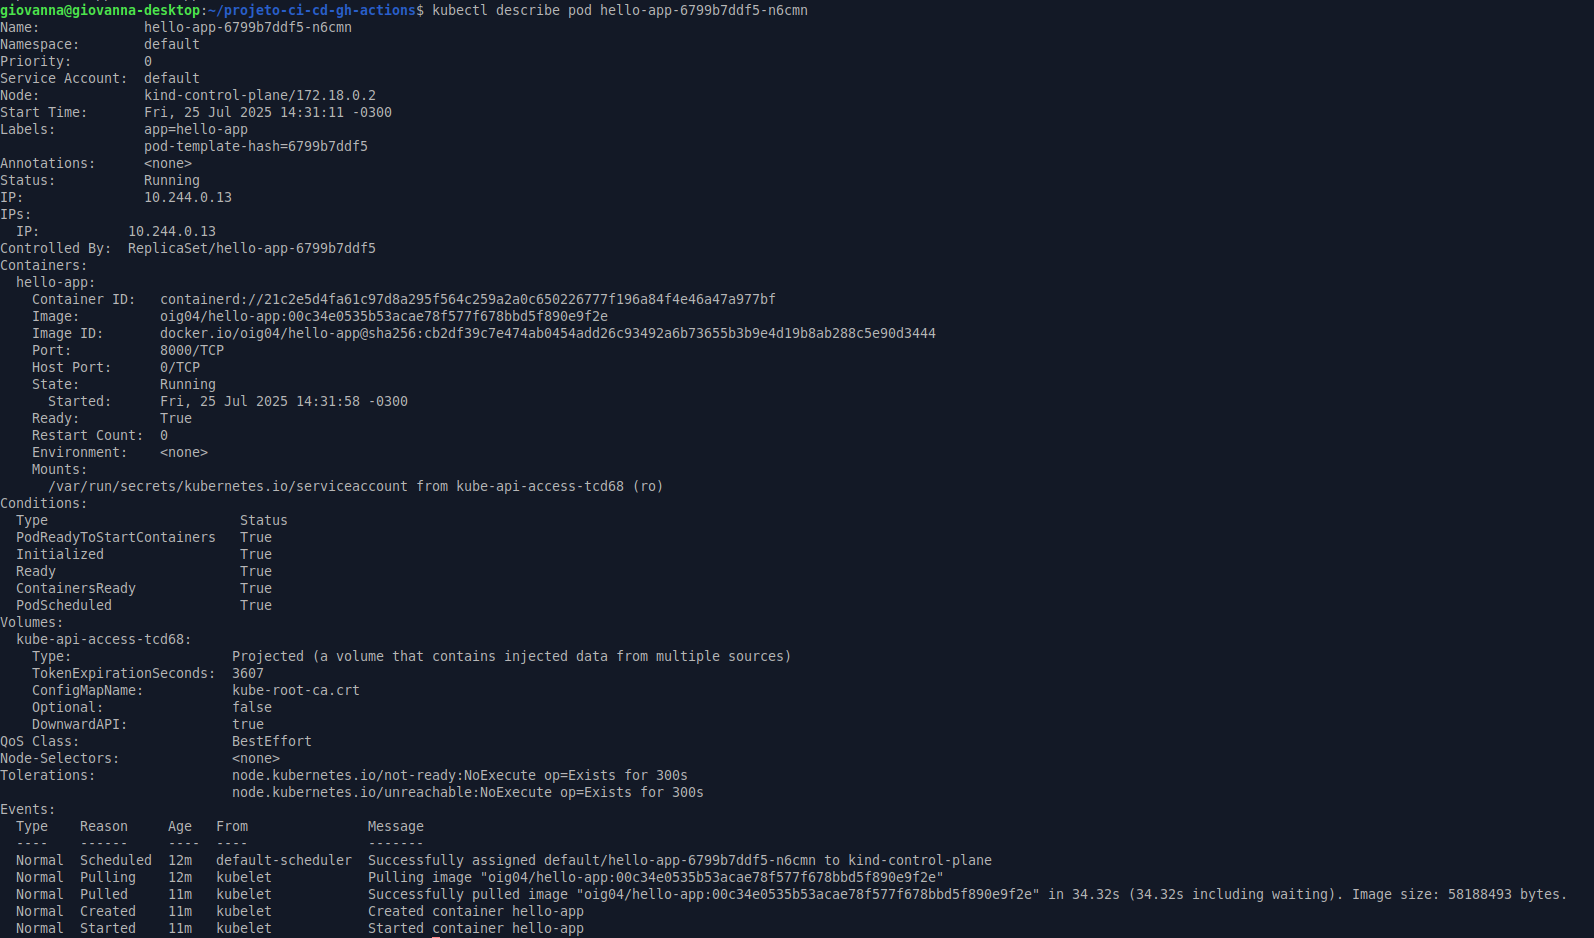 giovanna@giovanna-desktop:~/projeto-ci-cd-gh-actions$ kubectl describe pod hello-app-6799b7ddf5-n6cmn
Name:             hello-app-6799b7ddf5-n6cmn
Namespace:        default
Priority:         0
Service Account:  default
Node:             kind-control-plane/172.18.0.2
Start Time:       Fri, 25 Jul 2025 14:31:11 -0300
Labels:           app=hello-app
                  pod-template-hash=6799b7ddf5
Annotations:      <none>
Status:           Running
IP:               10.244.0.13
IPs:
  IP:           10.244.0.13
Controlled By:  ReplicaSet/hello-app-6799b7ddf5
Containers:
  hello-app:
    Container ID:   containerd://21c2e5d4fa61c97d8a295f564c259a2a0c650226777f196a84f4e46a47a977bf
    Image:          oig04/hello-app:00c34e0535b53acae78f577f678bbd5f890e9f2e
    Image ID:       docker.io/oig04/hello-app@sha256:cb2df39c7e474ab0454add26c93492a6b73655b3b9e4d19b8ab288c5e90d3444
    Port:           8000/TCP
    Host Port:      0/TCP
    State:          Running
      Started:      Fri, 25 Jul 2025 14:31:58 -0300
    Ready:          True
    Restart Count:  0
    Environment:    <none>
    Mounts:
      /var/run/secrets/kubernetes.io/serviceaccount from kube-api-access-tcd68 (ro)
Conditions:
  Type                        Status
  PodReadyToStartContainers   True
  Initialized                 True
  Ready                       True
  ContainersReady             True
  PodScheduled                True
Volumes:
  kube-api-access-tcd68:
    Type:                    Projected (a volume that contains injected data from multiple sources)
    TokenExpirationSeconds:  3607
    ConfigMapName:           kube-root-ca.crt
    Optional:                false
    DownwardAPI:             true
QoS Class:                   BestEffort
Node-Selectors:              <none>
Tolerations:                 node.kubernetes.io/not-ready:NoExecute op=Exists for 300s
                             node.kubernetes.io/unreachable:NoExecute op=Exists for 300s
Events:
  Type    Reason     Age   From               Message
  ----    ------     ----  ----               -------
  Normal  Scheduled  12m   default-scheduler  Successfully assigned default/hello-app-6799b7ddf5-n6cmn to kind-control-plane
  Normal  Pulling    12m   kubelet            Pulling image "oig04/hello-app:00c34e0535b53acae78f577f678bbd5f890e9f2e"
  Normal  Pulled     11m   kubelet            Successfully pulled image "oig04/hello-app:00c34e0535b53acae78f577f678bbd5f890e9f2e" in 34.32s (34.32s including waiting). Image size: 58188493 bytes.
  Normal  Created    11m   kubelet            Created container hello-app
  Normal  Started    11m   kubelet            Started container hello-app